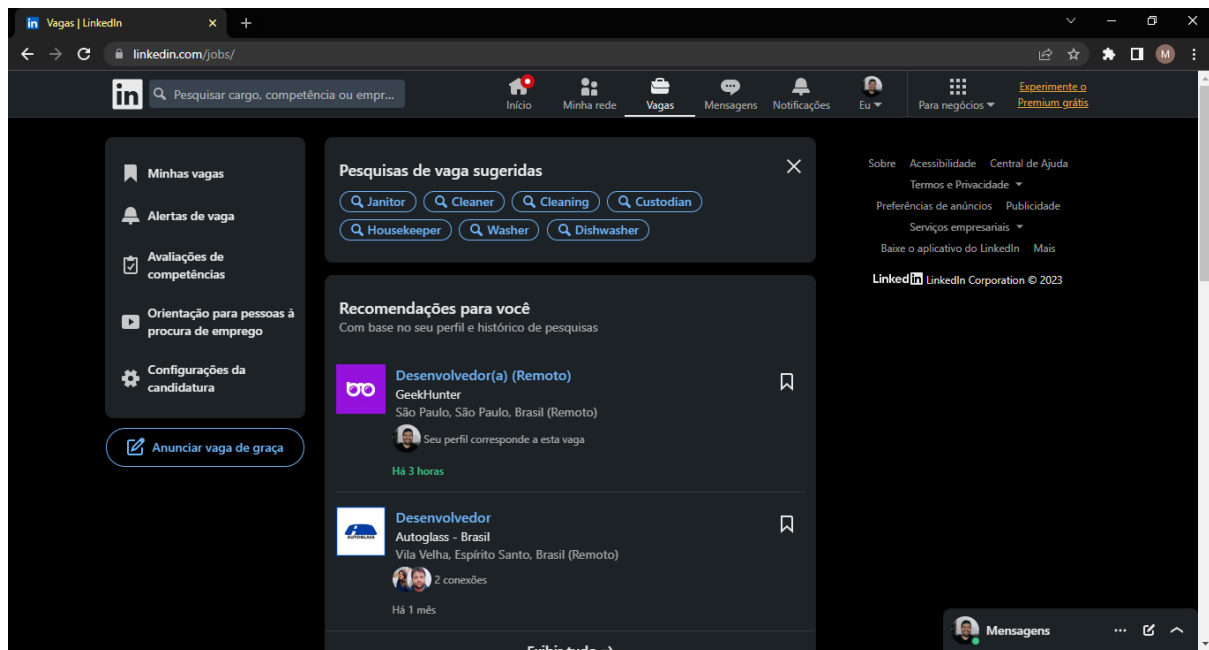 Vagas | LinkedIn
linkedin.com/jobs/
M
in
Pesquisar cargo, competência ou empr...
Início
Minha rede
Vagas
Mensagens
Notificações
Eu
Para negócios
Experimente o
Premium grátis
Minhas vagas
Alertas de vaga
Avaliações de
competências
Orientação para pessoas à
procura de emprego
Configurações da
candidatura
Anunciar vaga de graça
Pesquisas de vaga sugeridas
Janitor Cleaner Cleaning Custodian
Housekeeper Washer Dishwasher
Recomendações para você
Com base no seu perfil e histórico de pesquisas
Desenvolvedor(a) (Remoto)
GeekHunter
São Paulo, São Paulo, Brasil (Remoto)
Seu perfil corresponde a esta vaga
Há 3 horas
AUTOGLASS
Desenvolvedor
Autoglass - Brasil
Vila Velha, Espírito Santo, Brasil (Remoto)
2 conexões
Há 1 mês
Exibir tudo →
Sobre Acessibilidade Central de Ajuda
Termos e Privacidade
Preferências de anúncios Publicidade
Serviços empresariais
Baixe o aplicativo do LinkedIn Mais
Linked in LinkedIn Corporation © 2023
Mensagens